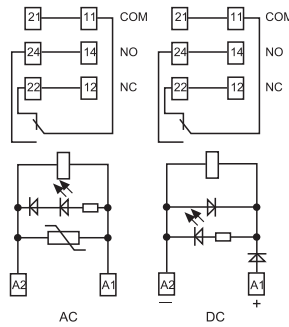 21 11 COM 21 11 COM
24 14 NO 24 14 NO
22 12 NC 22 12 NC
A2 A1 A2 A1
— +
AC DC